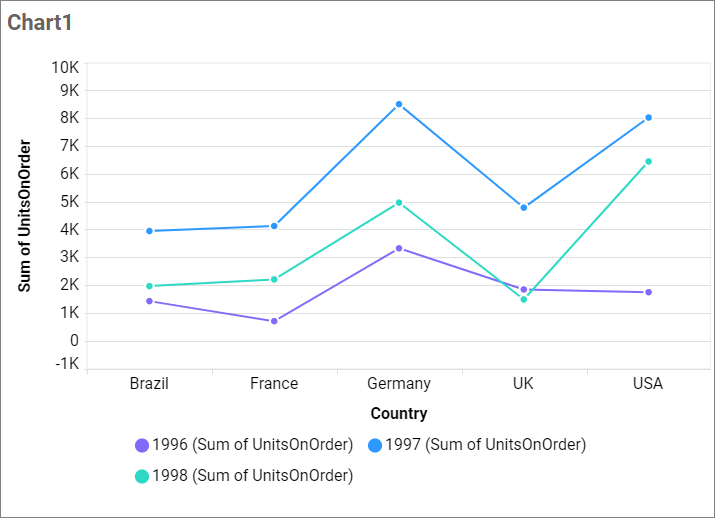 Chart1
10K
9K
8K
7K
6K
5K
4K
3K
2K
1K
0
-1K
Sum of UnitsOnOrder
Brazil France Germany UK USA
Country
1996 (Sum of UnitsOnOrder) 1997 (Sum of UnitsOnOrder)
1998 (Sum of UnitsOnOrder)